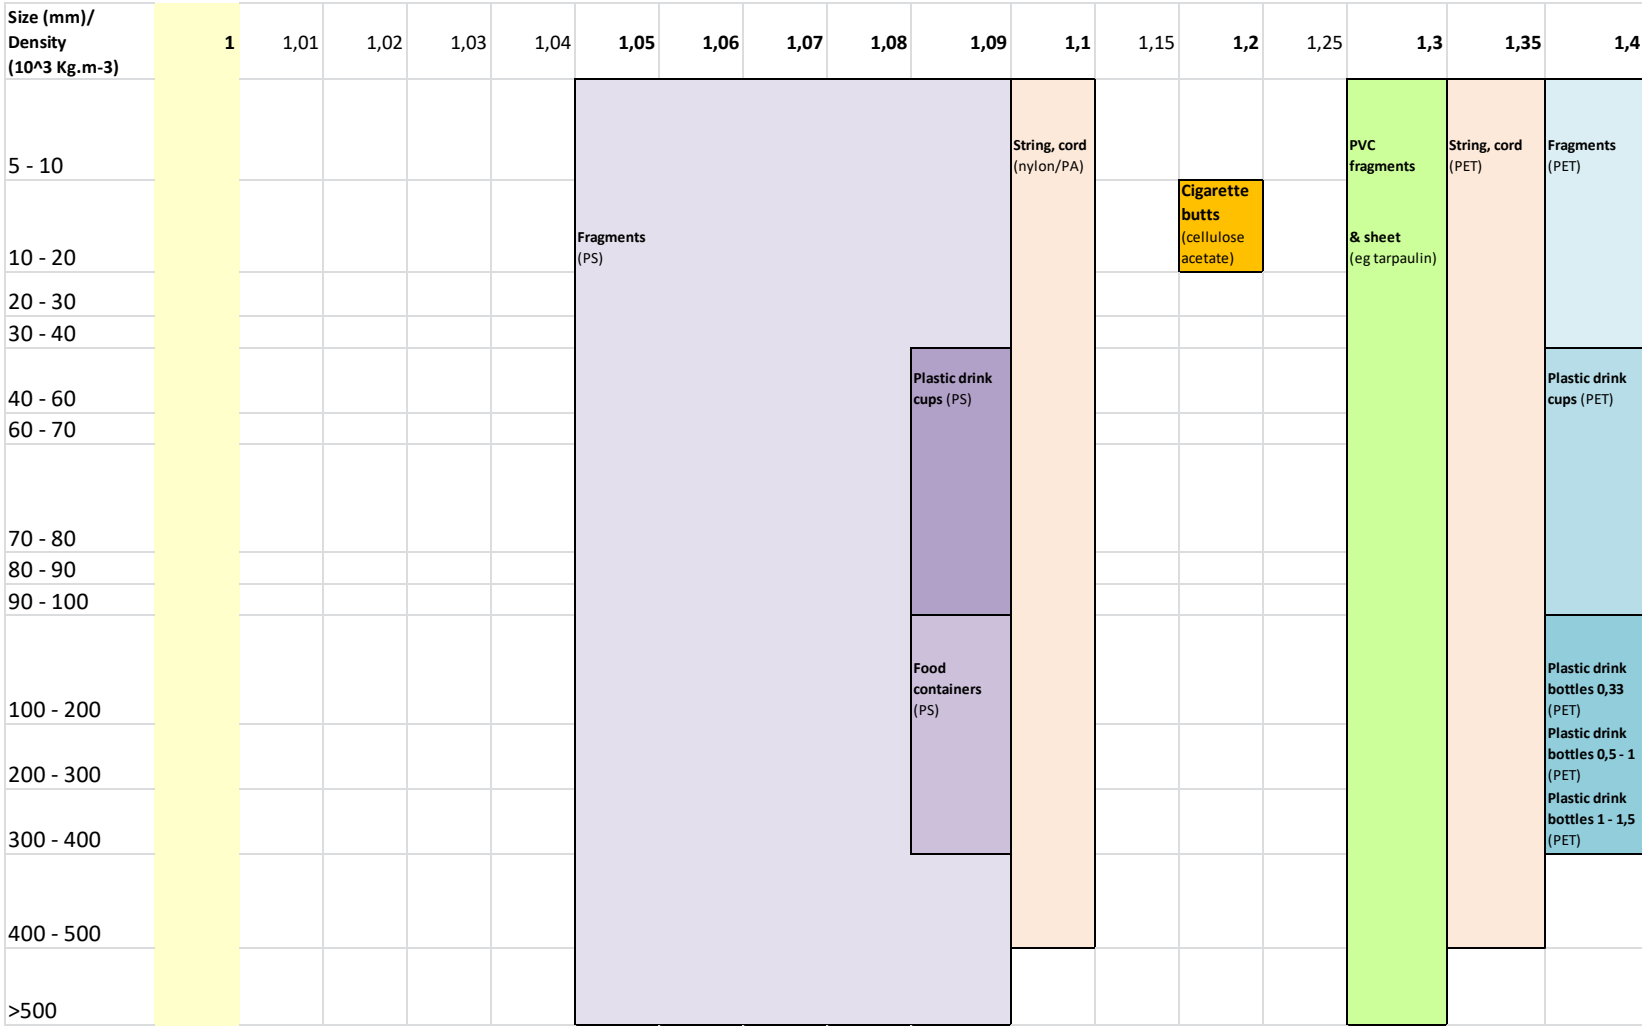 Size (mm)/
Density
(10^3 Kg.m-3)
1 1,01 1,02 1,03 1,04 1,05 1,06 1,07 1,08 1,09 1,1 1,15 1,2 1,25 1,3 1,35 1,4
5 - 10
String, cord
(nylon/PA)
PVC
fragments
String, cord
(PET)
Fragments
(PET)
10 - 20
Fragments
(PS)
Cigarette
butts
(cellulose
acetate)
& sheet
(eg tarpaulin)
20 - 30
30 - 40
40 - 60
Plastic drink
cups (PS)
Plastic drink
cups (PET)
60 - 70
70 - 80
80 - 90
90 - 100
100 - 200
Food
containers
(PS)
Plastic drink
bottles 0,33
(PET)
200 - 300
Plastic drink
bottles 0,5 - 1
(PET)
300 - 400
Plastic drink
bottles 1 - 1,5
(PET)
400 - 500
>500